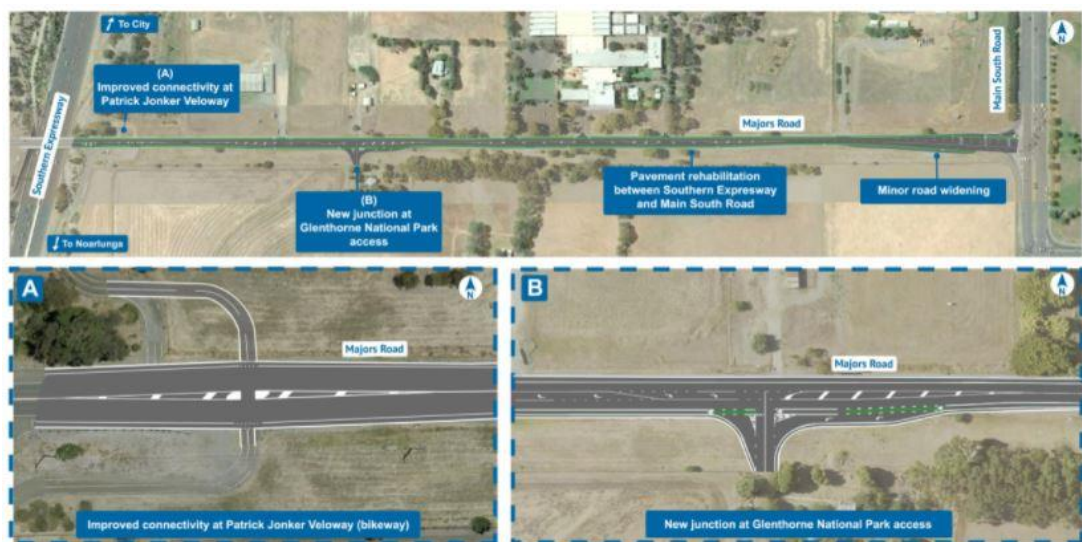 To City
(A)
Improved connectivity at
Patrick Jonker Veloway
Southern Expressway
To Noarlunga
(B)
New junction at
Glenthorne National Park
access
Majors Road
Pavement rehabilitation
between Southern Expresway
and Main South Road
Minor road widening
Main South Road
N
A
Majors Road
N
Improved connectivity at Patrick Jonker Veloway (bikeway)
B
Majors Road
N
New junction at Glenthorne National Park access